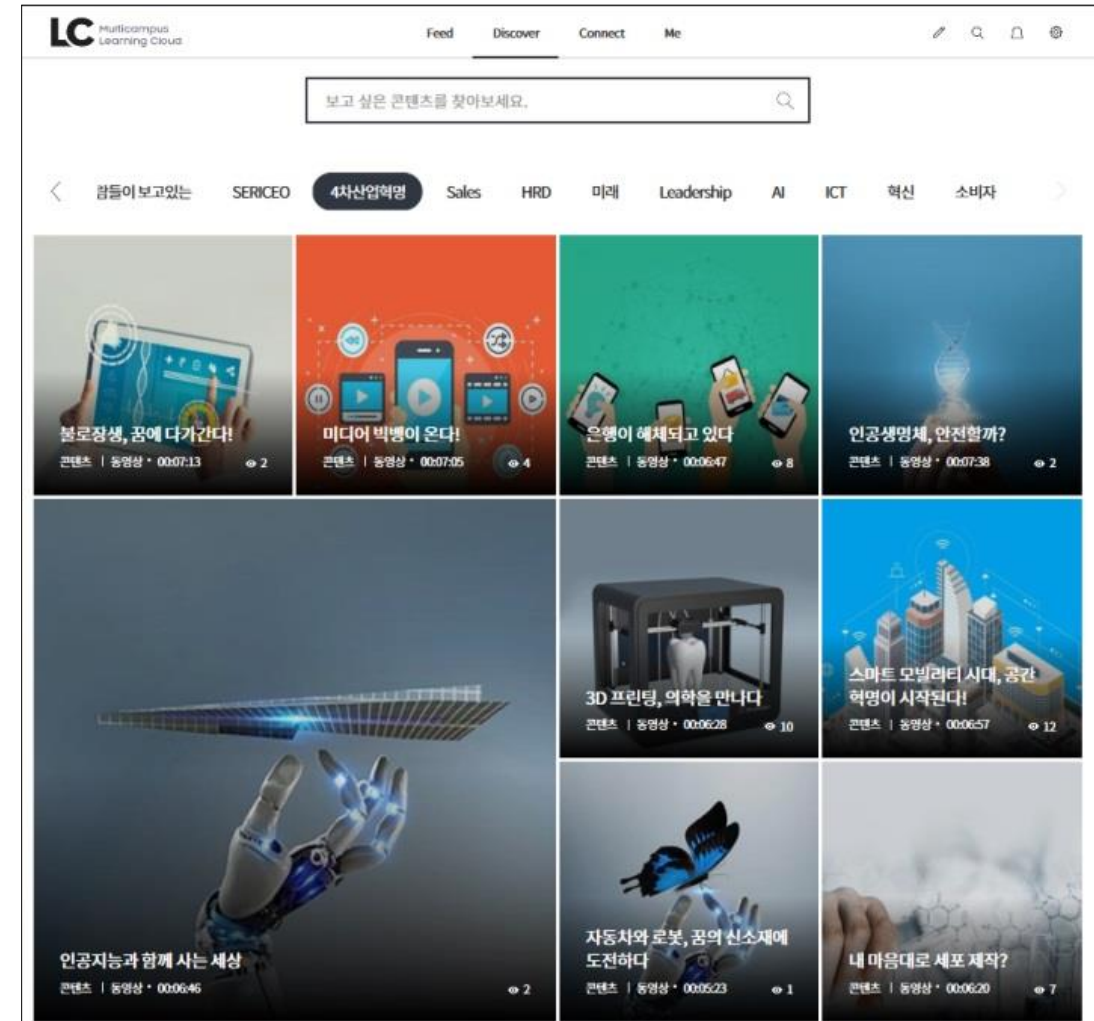 LC Multicampus
Learning Cloud
Feed Discover Connect Me
보고 싶은 콘텐츠를 찾아보세요.
람들이 보고있는 SERICEO 4차산업혁명 Sales HRD 미래 Leadership AI ICT 혁신 소비자
불로장생, 꿈에 다가간다!
콘텐츠 | 동영상 • 00:07:13 2
미디어 빅뱅이 온다!
콘텐츠 | 동영상 • 00:07:05 4
은행이 해체되고 있다
콘텐츠 | 동영상 • 00:06:47 8
인공생명체, 안전할까?
콘텐츠 | 동영상 • 00:07:38 2
인공지능과 함께 사는 세상
콘텐츠 | 동영상 • 00:06:46 2
3D 프린팅, 의학을 만나다
콘텐츠 | 동영상 • 00:06:28 10
스마트 모빌리티 시대, 공간
혁명이 시작된다!
콘텐츠 | 동영상 • 00:06:57 12
자동차와 로봇, 꿈의 신소재에
도전하다
콘텐츠 | 동영상 • 00:05:23 1
내 마음대로 세포 제작?
콘텐츠 | 동영상 • 00:06:20 7